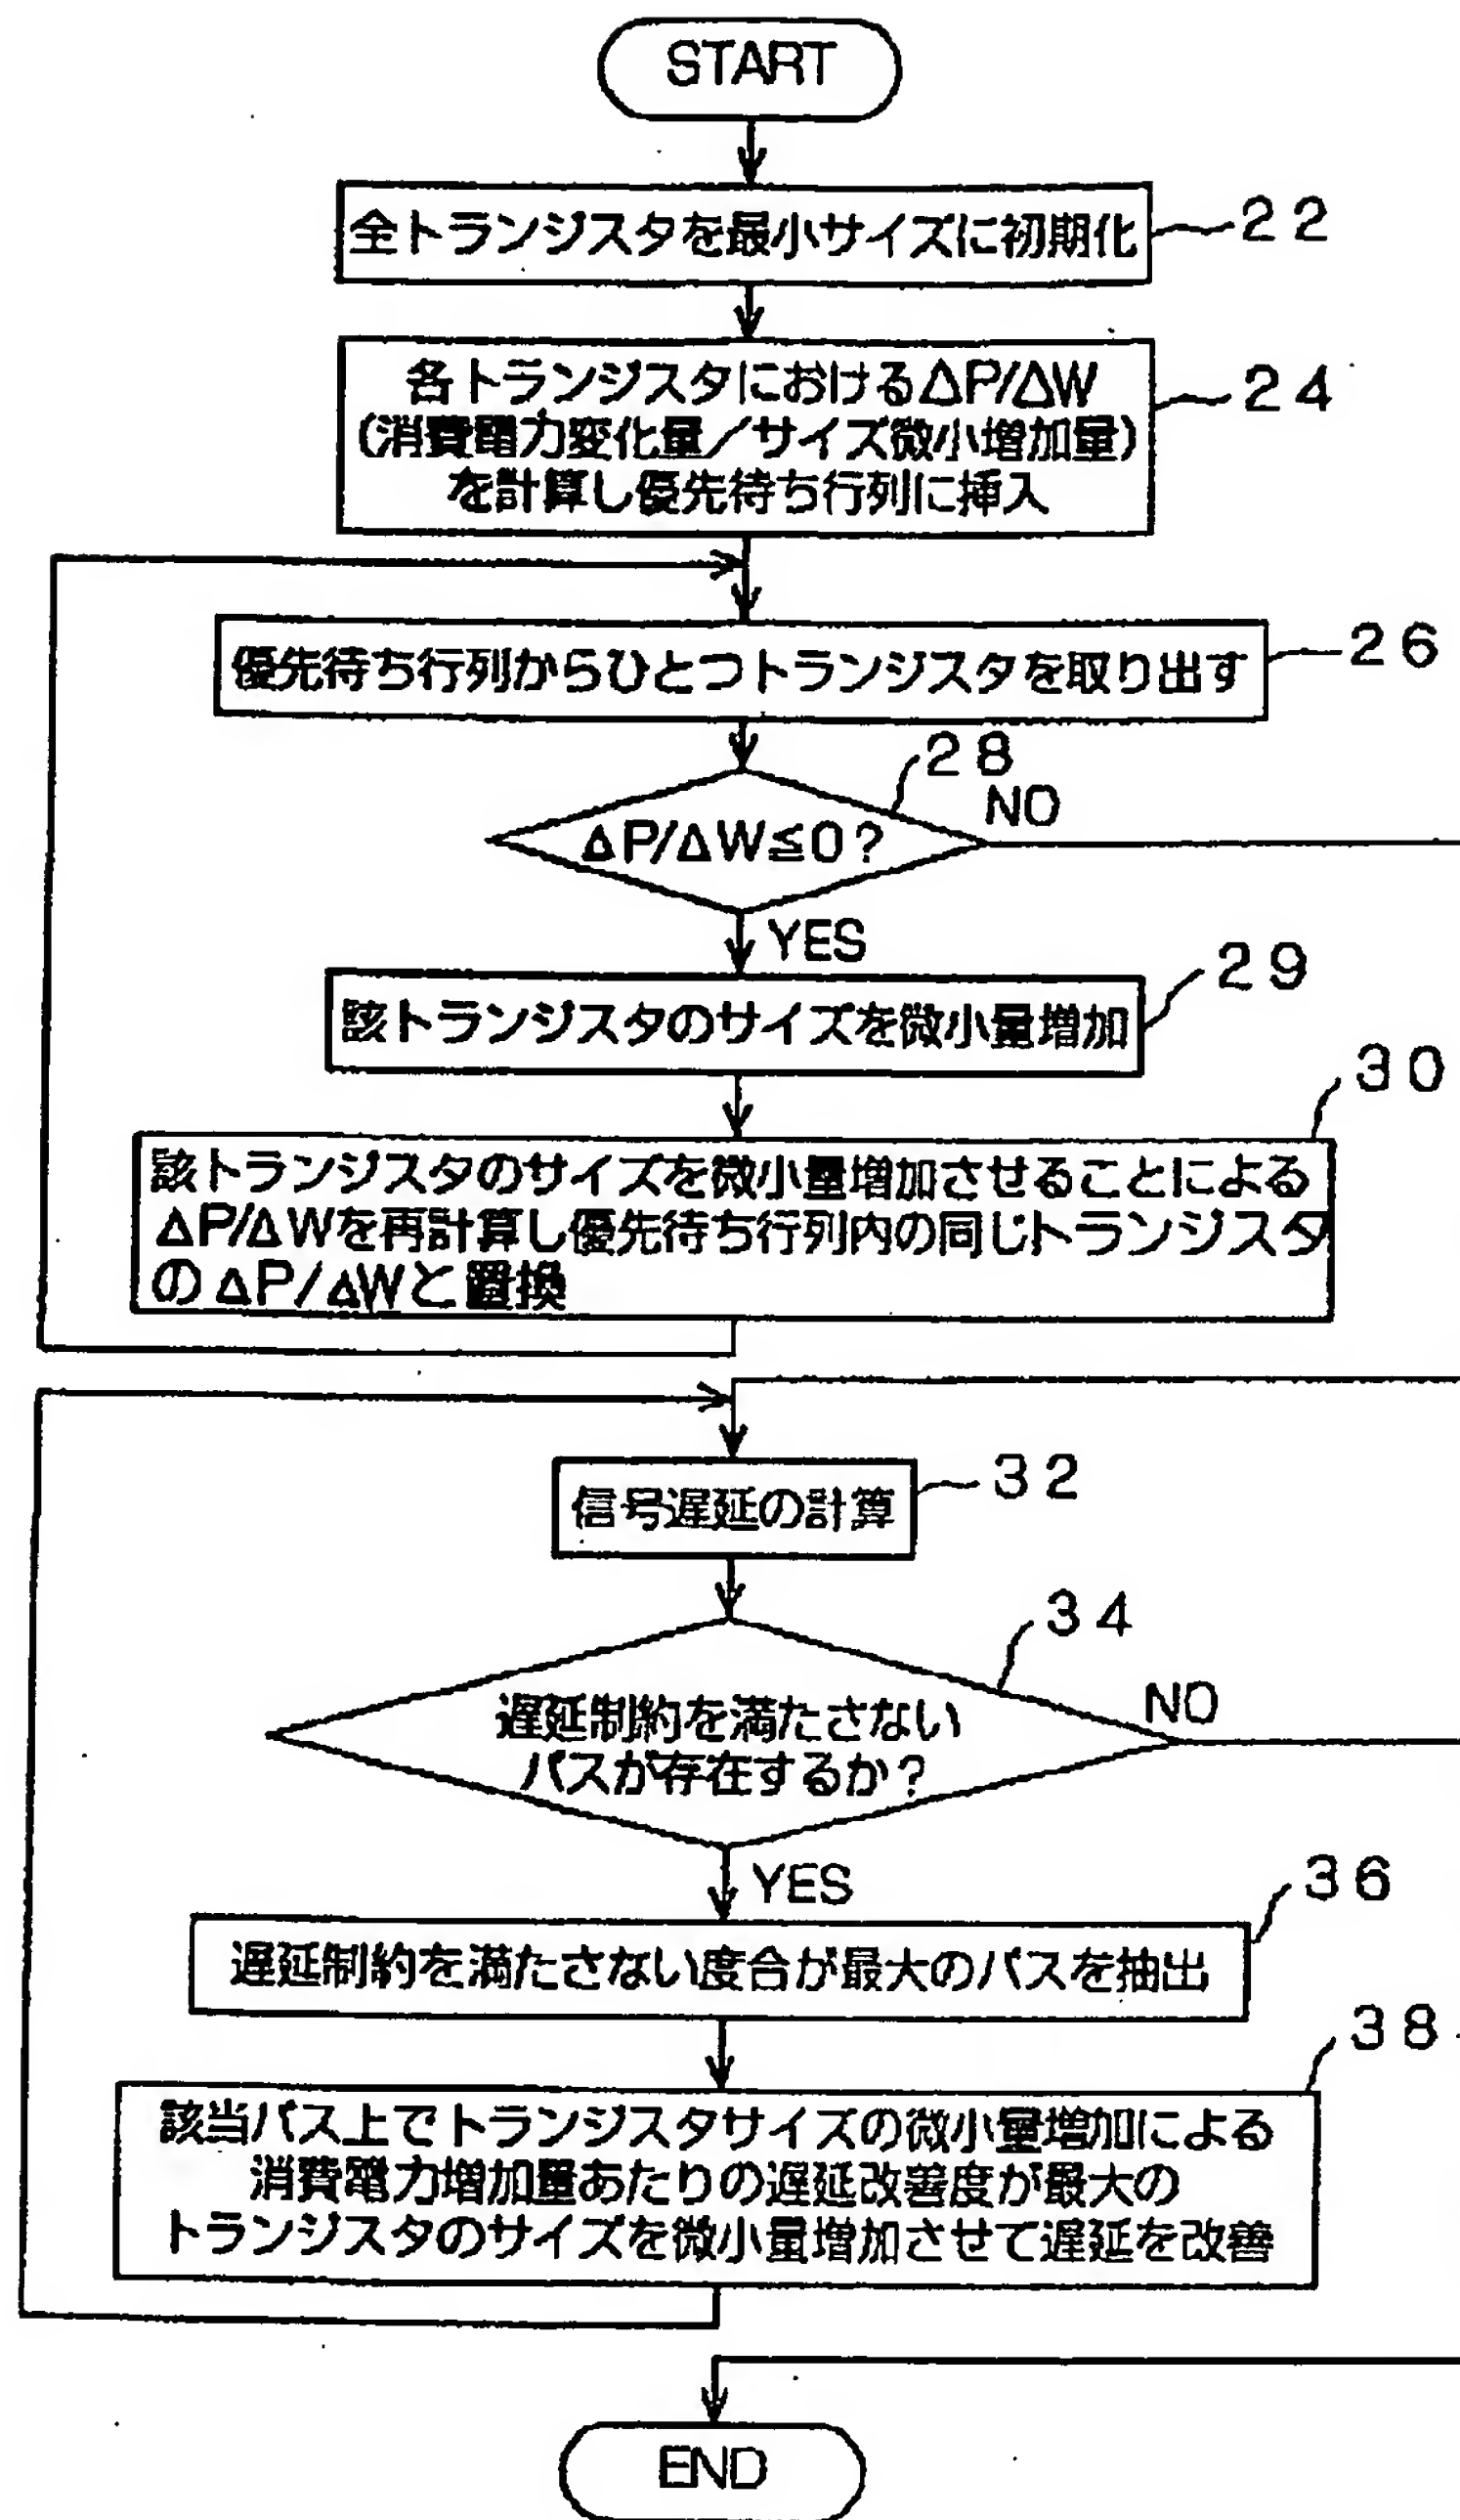 START
全トランジスタを最小サイズに初期化
22
各トランジスタにおけるΔP/ΔW
(消費電力変化量/サイズ微小増加量)
を計算し優先待ち行列に挿入
24
優先待ち行列からひとつトランジスタを取り出す
26
28
NO
ΔP/ΔW≦0?
YES
29
該トランジスタのサイズを微小量増加
30
該トランジスタのサイズを微小量増加させることによる
ΔP/ΔWを再計算し優先待ち行列内の同じトランジスタ
のΔP/ΔWと置換
32
信号遅延の計算
34
NO
遅延制約を満たさない
パスが存在するか?
YES
36
遅延制約を満たさない度合が最大のパスを抽出
38
該当パス上でトランジスタサイズの微小量増加による
消費電力増加量あたりの遅延改善度が最大の
トランジスタのサイズを微小量増加させて遅延を改善
END